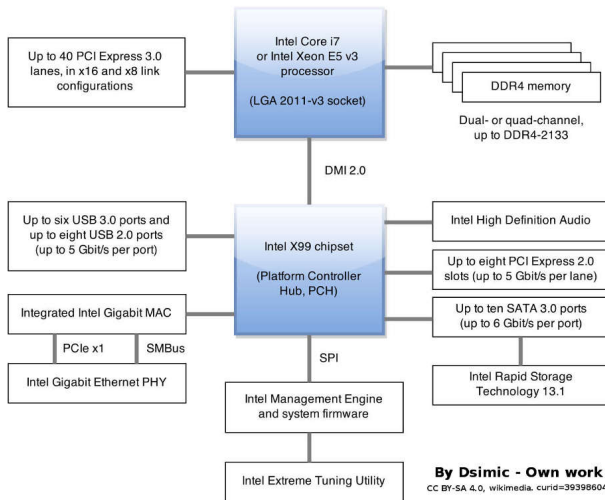 Up to 40 PCI Express 3.0
lanes, in x16 and x8 link
configurations
Intel Core i7
or Intel Xeon E5 v3
processor
(LGA 2011-v3 socket)
DDR4 memory
Dual- or quad-channel,
up to DDR4-2133
DMI 2.0
Up to six USB 3.0 ports and
up to eight USB 2.0 ports
(up to 5 Gbit/s per port)
Intel X99 chipset
(Platform Controller
Hub, PCH)
Intel High Definition Audio
Up to eight PCI Express 2.0
slots (up to 5 Gbit/s per lane)
Integrated Intel Gigabit MAC
Up to ten SATA 3.0 ports
(up to 6 Gbit/s per port)
PCIe x1
SMBus
SPI
Intel Gigabit Ethernet PHY
Intel Rapid Storage
Technology 13.1
Intel Management Engine
and system firmware
Intel Extreme Tuning Utility
By Dsimic - Own work
CC BY-SA 4.0, wikimedia, curid=39398604